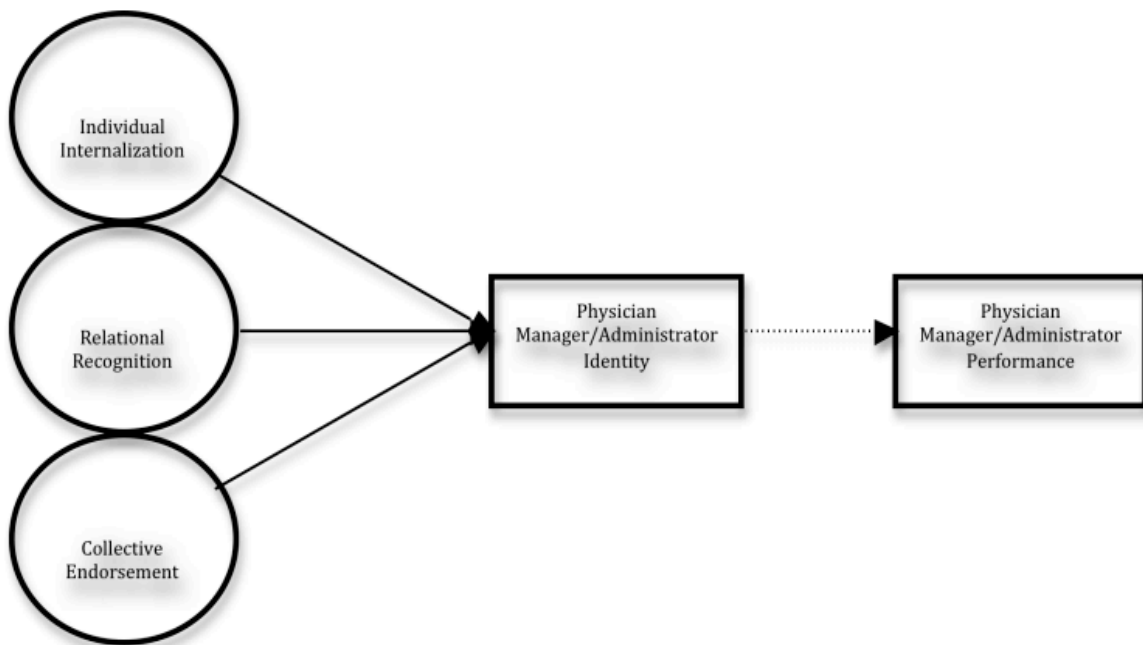 Individual
Internalization
Relational
Recognition
Collective
Endorsement
Physician
Manager/Administrator
Identity
Physician
Manager/Administrator
Performance